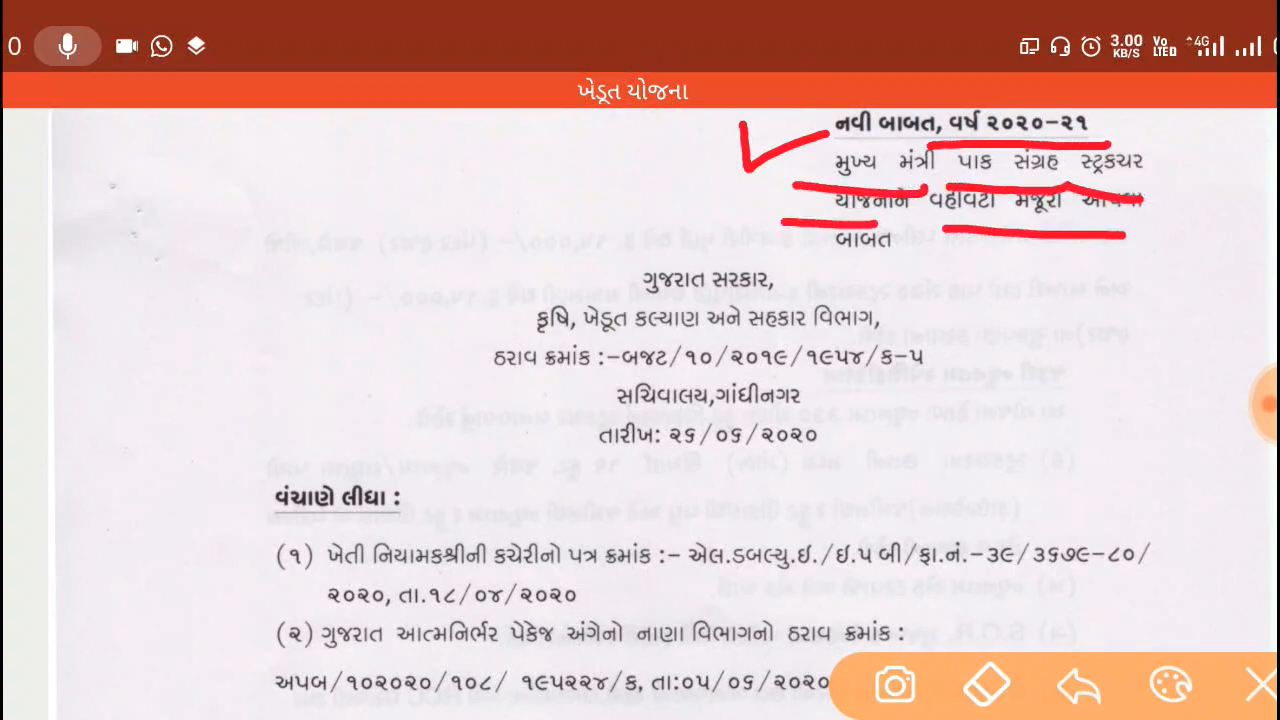 0 3.00 KB/S Vo LTE 4G
ખેડૂત યોજના
નવી બાબત, વર્ષ ૨૦૨૦-૨૧
મુખ્ય મંત્રી પાક સંગ્રહ સ્ટ્રકચર
યોજનાને વહીવટી મંજૂરી આપવા
બાબત
ગુજરાત સરકાર,
કૃષિ, ખેડૂત કલ્યાણ અને સહકાર વિભાગ,
ઠરાવ ક્રમાંક :-બજટ/૧૦/૨૦૧૯/૧૯૫૪/ક-૫
સચિવાલય,ગાંધીનગર
તારીખ: ૨૬/૦૬/૨૦૨૦
વંચાણે લીધા :
(૧) ખેતી નિયામકશ્રીની કચેરીનો પત્ર ક્રમાંક :- એલ.ડબલ્યુ.ઈ./ઈ.પ બી/ફા.નં.-૩૯/૩૬૭૯-૮૦/
૨૦૨૦, તા.૧૮/૦૪/૨૦૨૦
(૨) ગુજરાત આત્મનિર્ભર પેકેજ અંગેનો નાણા વિભાગનો ઠરાવ ક્રમાંક :
અપબ/૧૦૨૦૨૦/૧૦૮/ ૧૯૫૨૨૪/ક, તા:૦૫/૦૬/૨૦૨૦